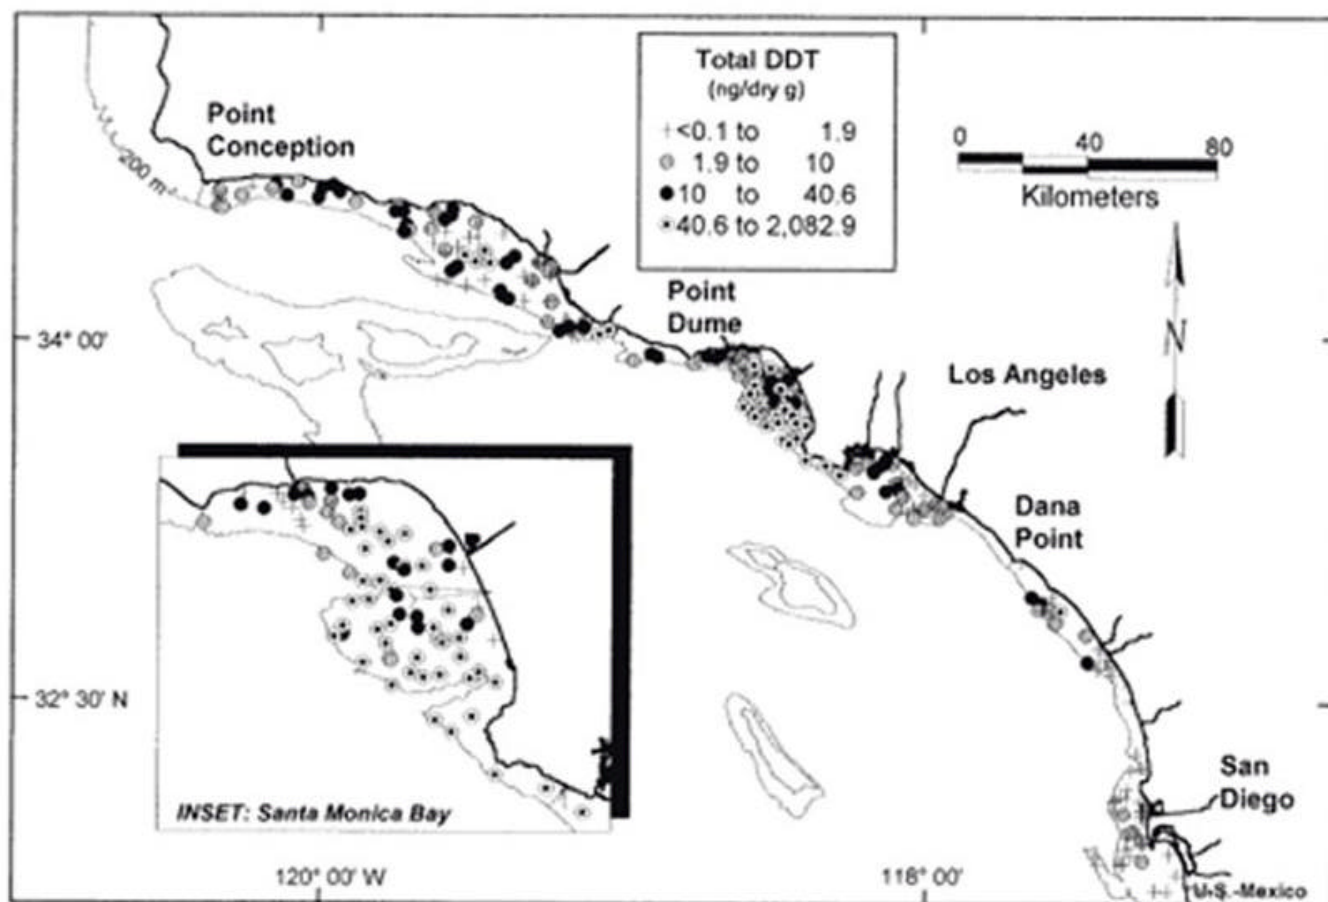 Point
Conception
200 m
Total DDT
(ng/dry g)
<0.1 to 1.9
1.9 to 10
10 to 40.6
40.6 to 2,082.9
0 40 80
Kilometers
N
Point
Dume
34° 00'
Los Angeles
Dana
Point
32° 30' N
San
Diego
INSET: Santa Monica Bay
120° 00' W
118° 00'
U.S.-Mexico